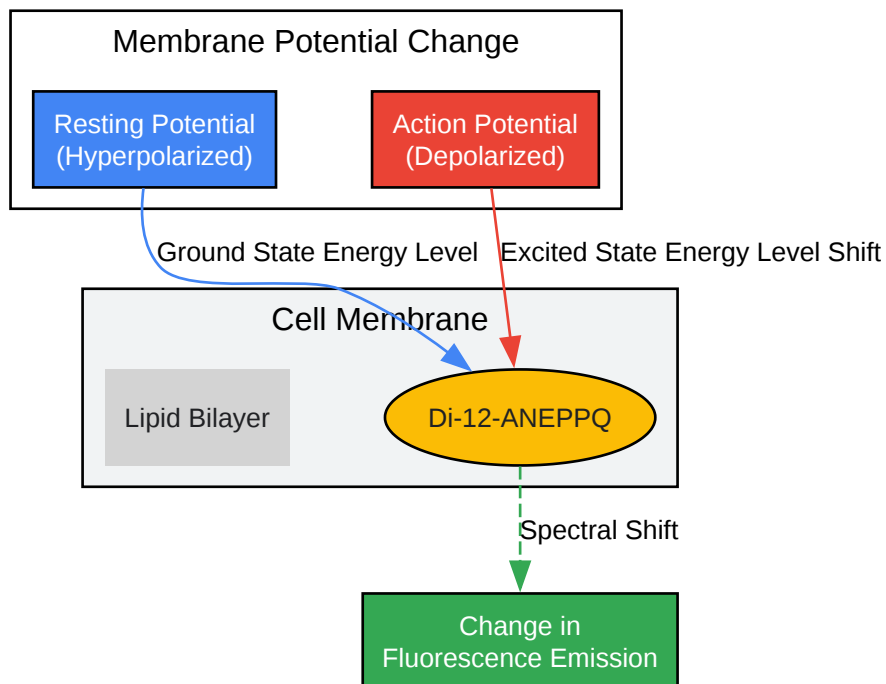 Membrane Potential Change
Resting Potential
(Hyperpolarized)
Action Potential
(Depolarized)
Ground State Energy Level
Excited State Energy Level Shift
Cell Membrane
Lipid Bilayer
Di-12-ANEPPQ
Spectral Shift
Change in
Fluorescence Emission